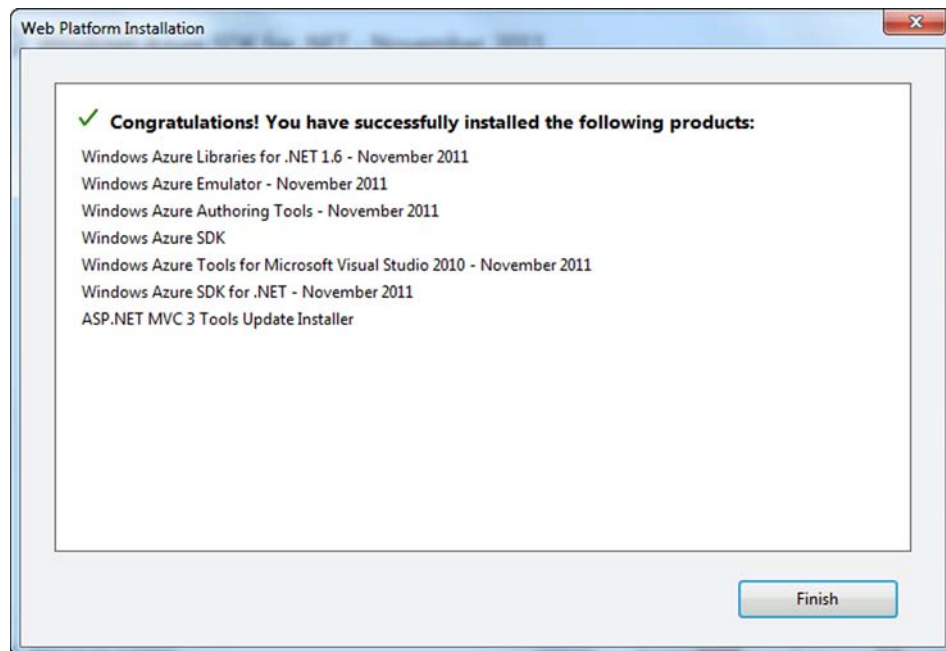 Web Platform Installation
Congratulations! You have successfully installed the following products:
Windows Azure Libraries for .NET 1.6 - November 2011
Windows Azure Emulator - November 2011
Windows Azure Authoring Tools - November 2011
Windows Azure SDK
Windows Azure Tools for Microsoft Visual Studio 2010 - November 2011
Windows Azure SDK for .NET - November 2011
ASP.NET MVC 3 Tools Update Installer
Finish